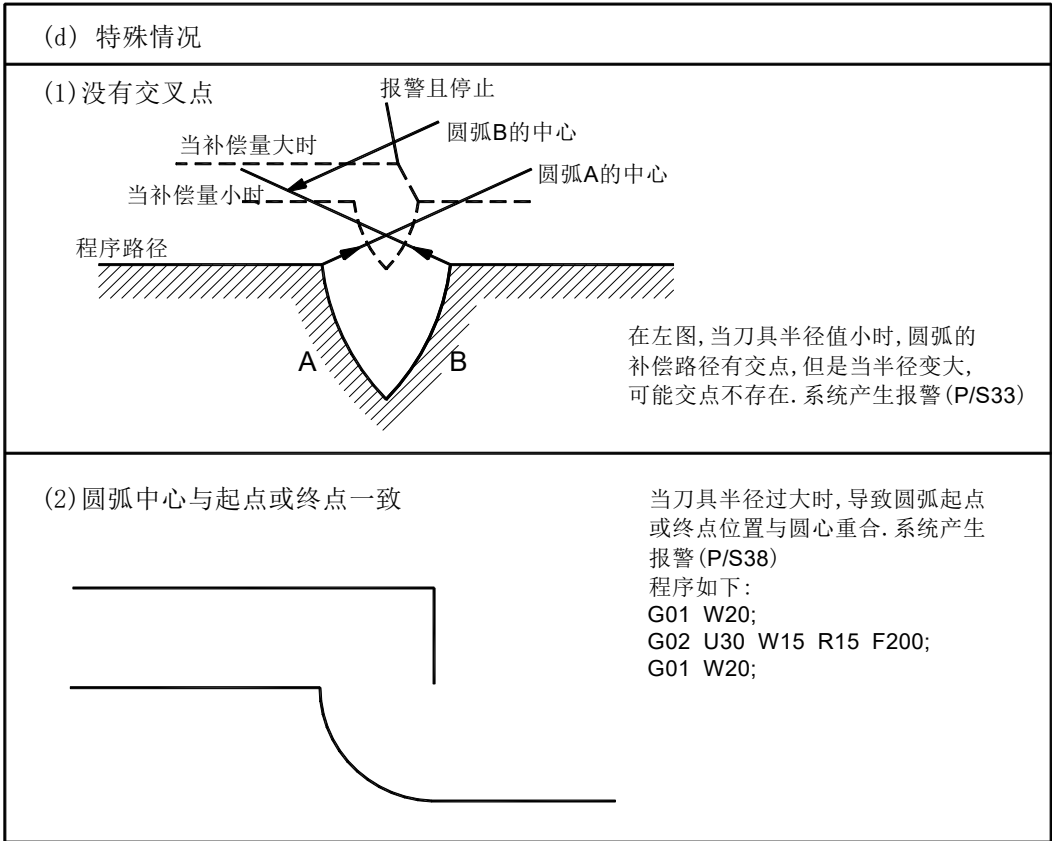 (d) 特殊情况
(1)没有交叉点
报警且停止
圆弧B的中心
当补偿量大时
圆弧A的中心
当补偿量小时
程序路径
A
B
在左图,当刀具半径值小时,圆弧的
补偿路径有交点,但是当半径变大,
可能交点不存在.系统产生报警(P/S33)
(2)圆弧中心与起点或终点一致
当刀具半径过大时,导致圆弧起点
或终点位置与圆心重合.系统产生
报警(P/S38)
程序如下:
G01 W20;
G02 U30 W15 R15 F200;
G01 W20;